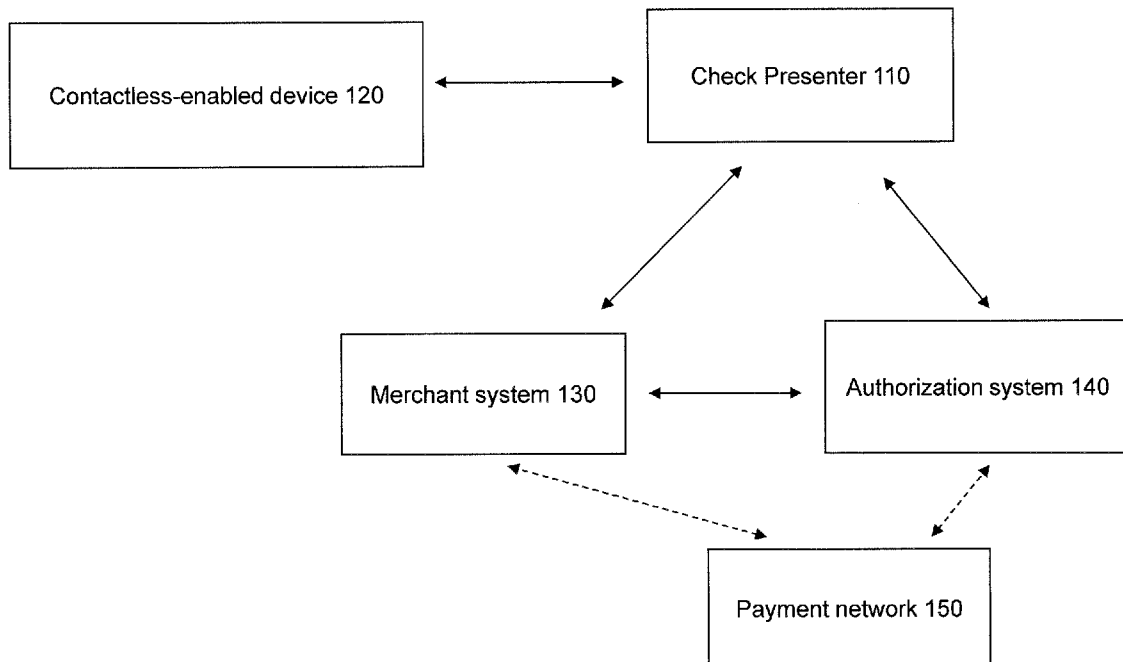 Check Presenter 110
Contactless-enabled device 120
Merchant system 130
Authorization system 140
Payment network 150